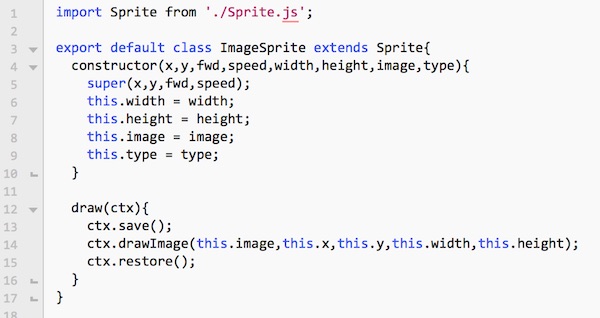 1 import Sprite from './Sprite.js';
2
3 export default class ImageSprite extends Sprite{
4   constructor(x,y,fwd,speed,width,height,image,type){
5     super(x,y,fwd,speed);
6     this.width = width;
7     this.height = height;
8     this.image = image;
9     this.type = type;
10   }
11
12   draw(ctx){
13     ctx.save();
14     ctx.drawImage(this.image,this.x,this.y,this.width,this.height);
15     ctx.restore();
16   }
17 }
18